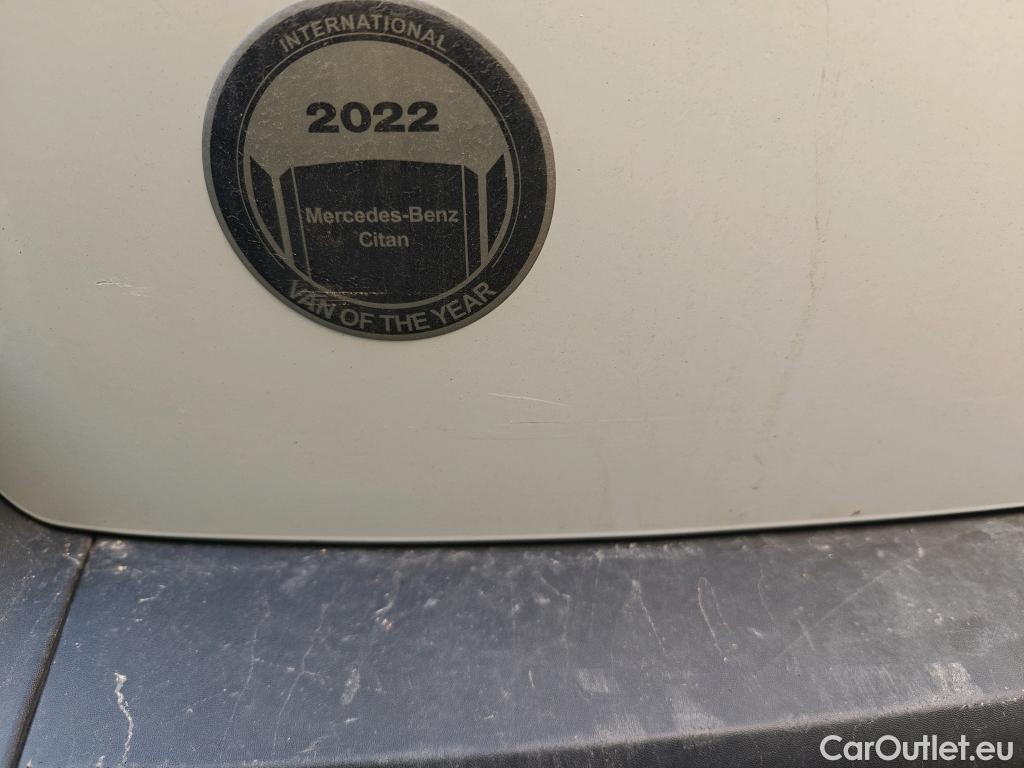 INTERNATIONAL
2022
Mercedes-Benz
Citan
VAN OF THE YEAR
CarOutlet.eu